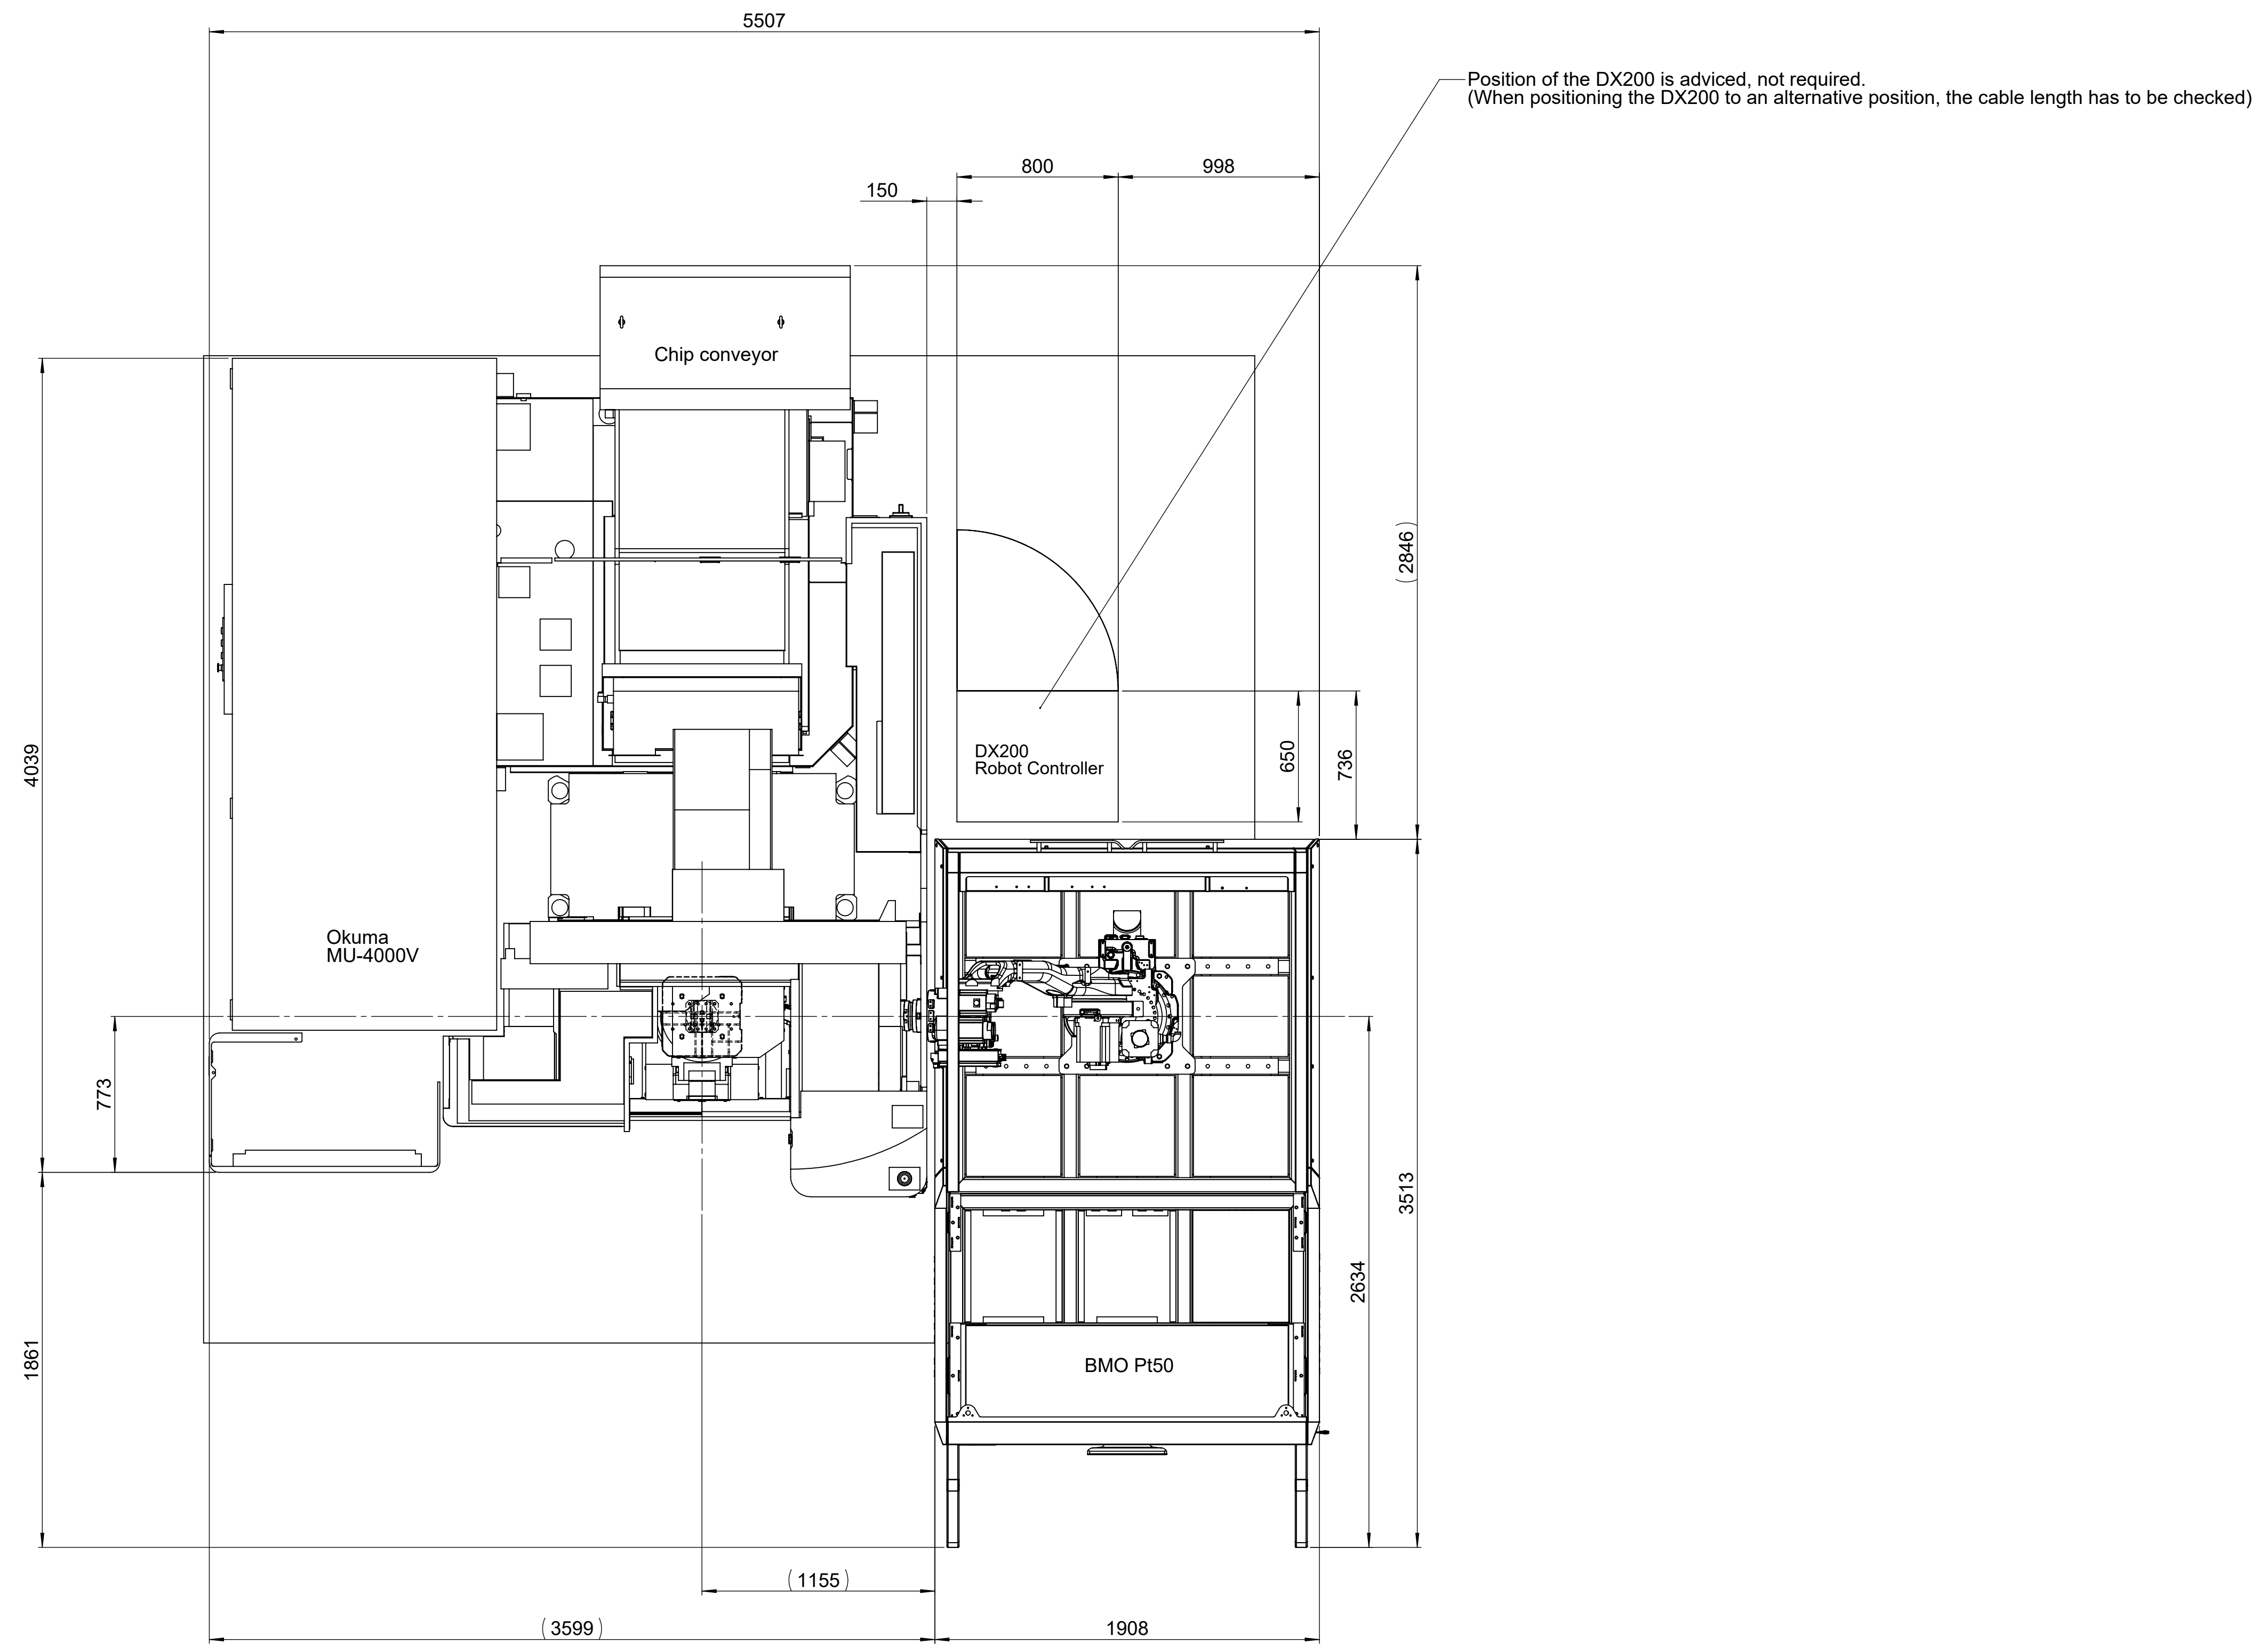 5507
Position of the DX200 is adviced, not required.
(When positioning the DX200 to an alternative position, the cable length has to be checked)
800
998
150
Chip conveyor
(2846)
4039
650
736
DX200
Robot Controller
Okuma
MU-4000V
773
3513
2634
1861
BMO Pt50
(1155)
(3599)
1908